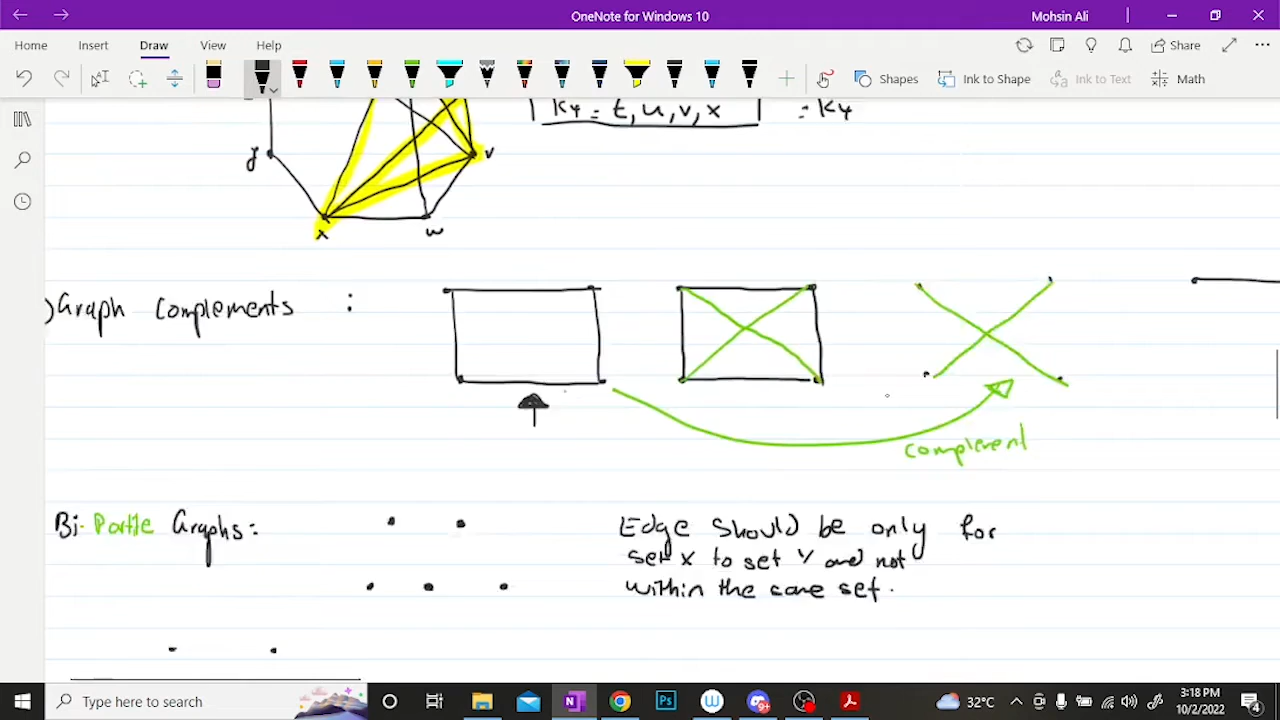 OneNote for Windows 10
Mohsin Ali
Home
Insert
Draw
View
Help
Share
Shapes
Ink to Shape
Ink to Text
Math
K4 = t, u, v, x
= K4
y
v
x
w
) Graph Complements :
complement
Bi-Partle Graphs:
Edge should be only for
set x to set y and not
within the same set.
Type here to search
N
Ps
W
32°C
3:18 PM
10/2/2022